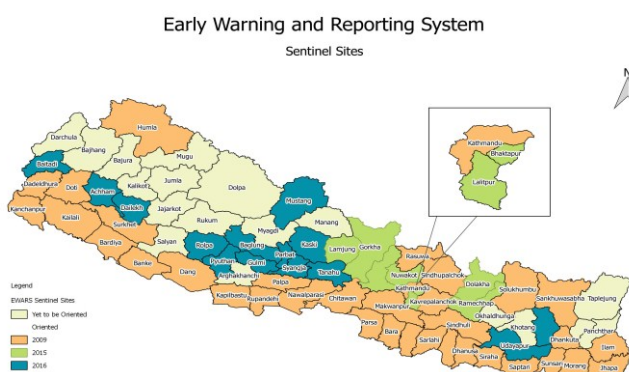 Early Warning and Reporting System
Sentinel Sites
N
Humla
Darchula
Bajhang
Bajura
Mugu
Baitadi
Dadeldhura
Doti
Achham
Kalikot
Jumla
Dolpa
Mustang
Kanchanpur
Kailali
Dailekh
Jajarkot
Surkhet
Rukum
Manang
Myagdi
Bardiya
Salyan
Rolpa
Baglung
Parbat
Kaski
Lamjung
Gorkha
Rasuwa
Banke
Dang
Pyuthan
Gulmi
Syangja
Tanahu
Arghakhanchi
Palpa
Nuwakot
Sindhupalchok
Dolakha
Kapilbastu
Rupandehi
Nawalparasi
Chitawan
Kathmandu
Kavrepalanchok
Ramechhap
Solukhumbu
Sankhuwasabha
Taplejung
Makwanpur
Okhaldhunga
Khotang
Panchthar
Parsa
Bara
Sarlahi
Sindhuli
Udayapur
Dhankuta
Ilam
Dhanusa
Siraha
Saptari
Sunsari
Morang
Jhapa
Kathmandu
Bhaktapur
Lalitpur
Legend
EWARS Sentinel Sites
Yet to be Oriented
Oriented
2009
2015
2016